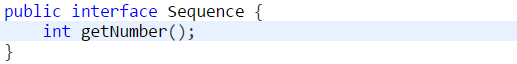 public interface Sequence {
    int getNumber();
}